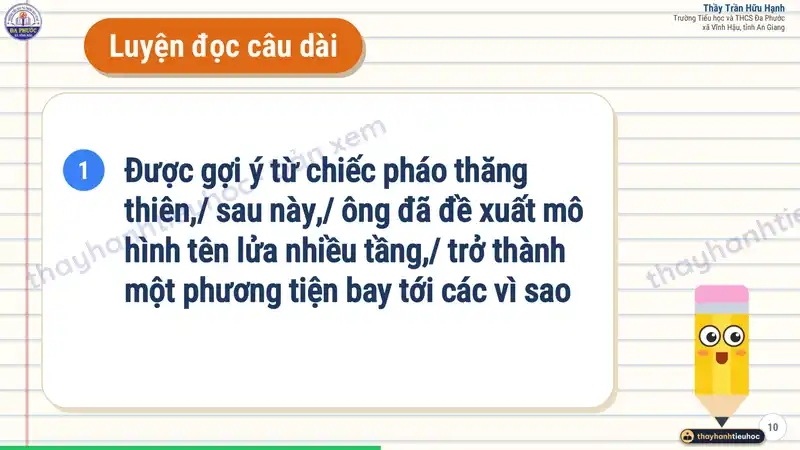 Thầy Trần Hữu Hạnh
Trường Tiểu học và THCS Đa Phước
xã Vĩnh Hậu, tỉnh An Giang
ĐA PHƯỚC
Luyện đọc câu dài
1
Được gợi ý từ chiếc pháo thăng
thiên,/ sau này,/ ông đã đề xuất mô
hình tên lửa nhiều tầng,/ trở thành
một phương tiện bay tới các vì sao
10
thayhanhtieuhoc